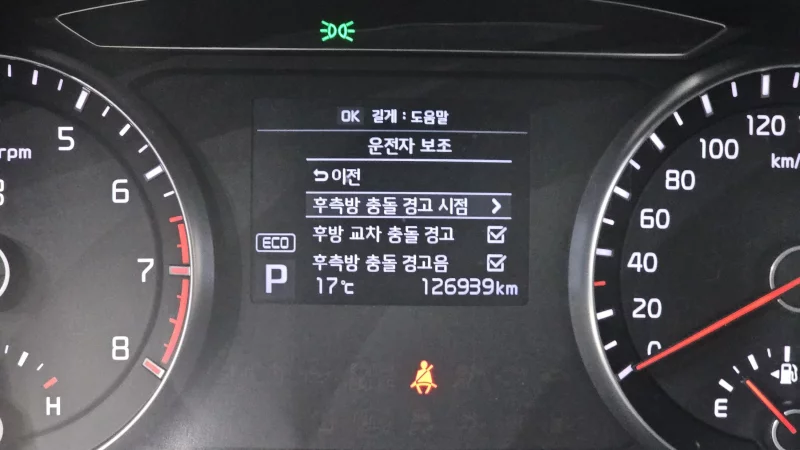 OK 길게 : 도움말
운전자 보조
이전
후측방 충돌 경고 시점
후방 교차 충돌 경고
후측방 충돌 경고음
ECO
P
17℃ 126939km
rpm
5
6
7
8
H
120
100
80
60
40
20
0
km/
E